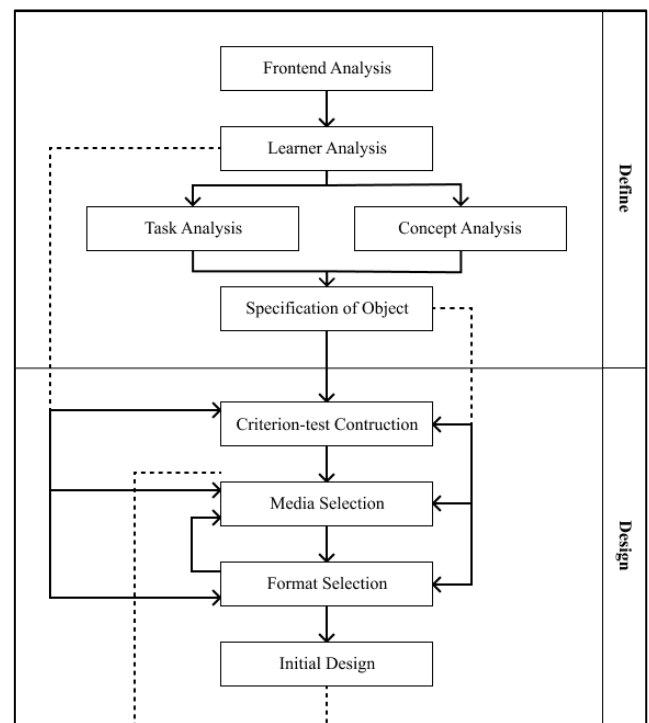 Frontend Analysis
Learner Analysis
Task Analysis
Concept Analysis
Specification of Object
Define
Criterion-test Contruction
Media Selection
Format Selection
Initial Design
Design